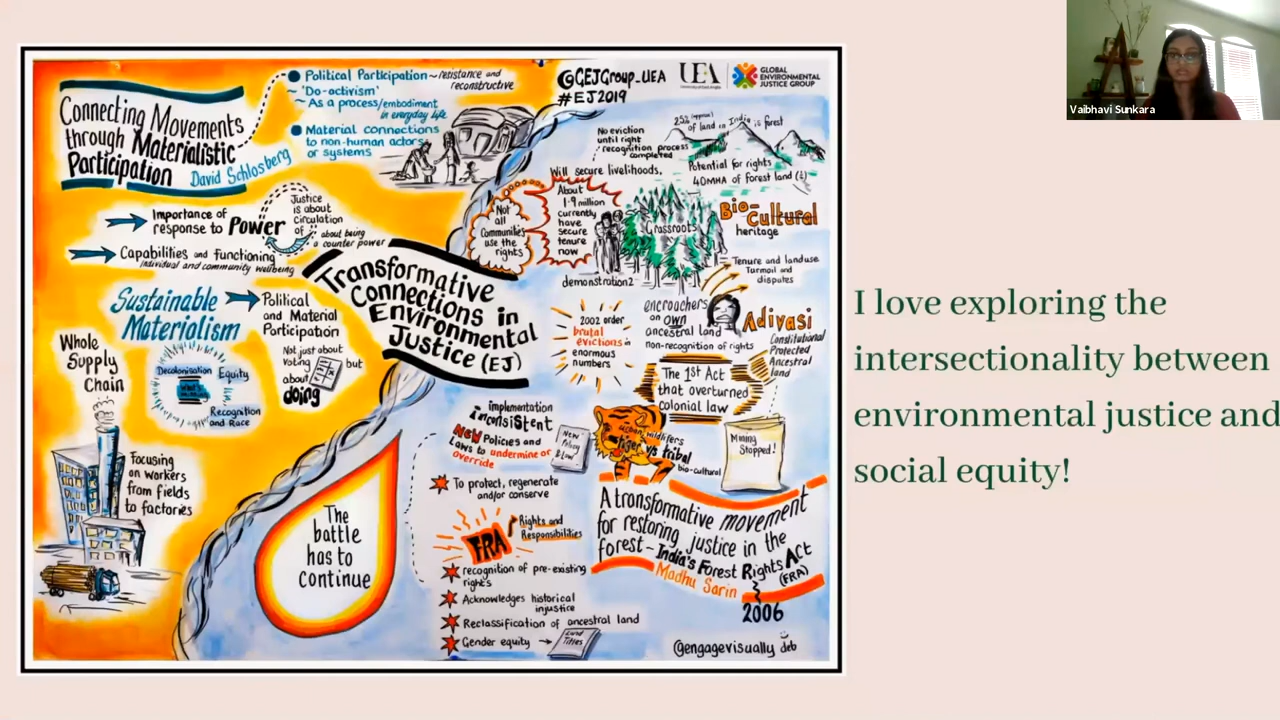 Vaibhavi Sunkara
I love exploring the
intersectionality between
environmental justice and
social equity!
Connecting Movements
through Materialistic
Participation
David Schlosberg
Political Participation ~ resistance and
reconstructive
~ 'Do-activism'
~ As a process/embodiment
in everyday life
Material connections
to non-human actors
or systems
@GEJGroup_UEA
#EJ2019
UEA
GLOBAL
ENVIRONMENTAL
JUSTICE GROUP
Importance of
response to Power
Justice
is about
circulation
of
about being
a counter power
Capabilities and Functioning
individual and community wellbeing
Sustainable
Materialism
Political
and Material
Participation
Not just about
voting but
about
doing
Whole
Supply
Chain
Decolonisation
Equity
Recognition
and Race
Focusing
on workers
from fields
to factories
Transformative
Connections in
Environmental
Justice (EJ)
The
battle
has to
continue
No eviction
until right
recognition process
completed
of land in India is forest
Potential for rights
40MHA of forest land
Will secure livelihoods,
Not
all
Communities
use the
rights
About
1.9 million
currently
have
secure
tenure
now
Grassroots
demonstration
Bio-
Cultural
heritage
Tenure and landuse
Turmoil and
disputes
encroachers
on own
ancestral land
non-recognition of rights
Adivasi
Constitutional
Protected
Ancestral
land
2002 order
brutal
evictions in
enormous
numbers
The 1st Act
that overturned
colonial law
implementation
inconsistent
New Policies and
Laws to undermine or
override
New
Policy
& Law
tiger v/s tribal
bio-cultural
Mining
Stopped!
To protect, regenerate
and/or conserve
FRA
Rights and
Responsibilities
recognition of pre-existing
rights
Acknowledges historical
injustice
Reclassification of ancestral land
Gender equity
Land
Titles
A transformative movement
for restoring justice in the
forest - India's Forest Rights Act
(FRA)
Madhu Sarin
2006
@engagevisually deb